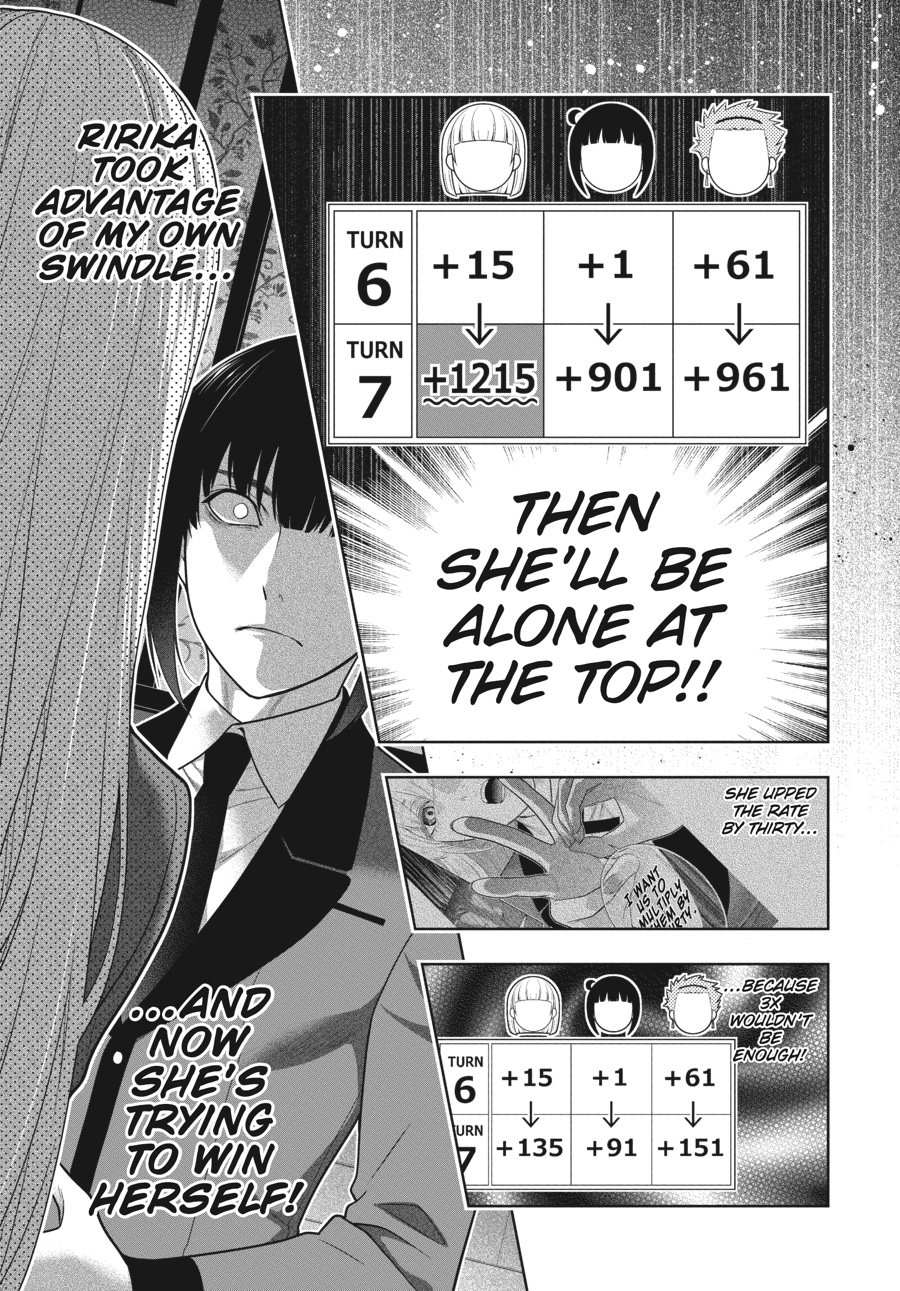 TURN
6
+15
+1
+61
TURN
7
+1215
+901
+961
THEN
SHE'LL BE
ALONE AT
THE TOP!!
SHE UPPED
THE RATE
BY THIRTY...
I WANT
US TO
MULTIPLY
THEM BY
THIRTY.
...BECAUSE
3X
WOULDN'T
BE
ENOUGH!
TURN
6
+15
+1
+61
TURN
7
+135
+91
+151
RIRIKA
TOOK
ADVANTAGE
OF MY OWN
SWINDLE...
...AND
NOW
SHE'S
TRYING
TO WIN
HERSELF!